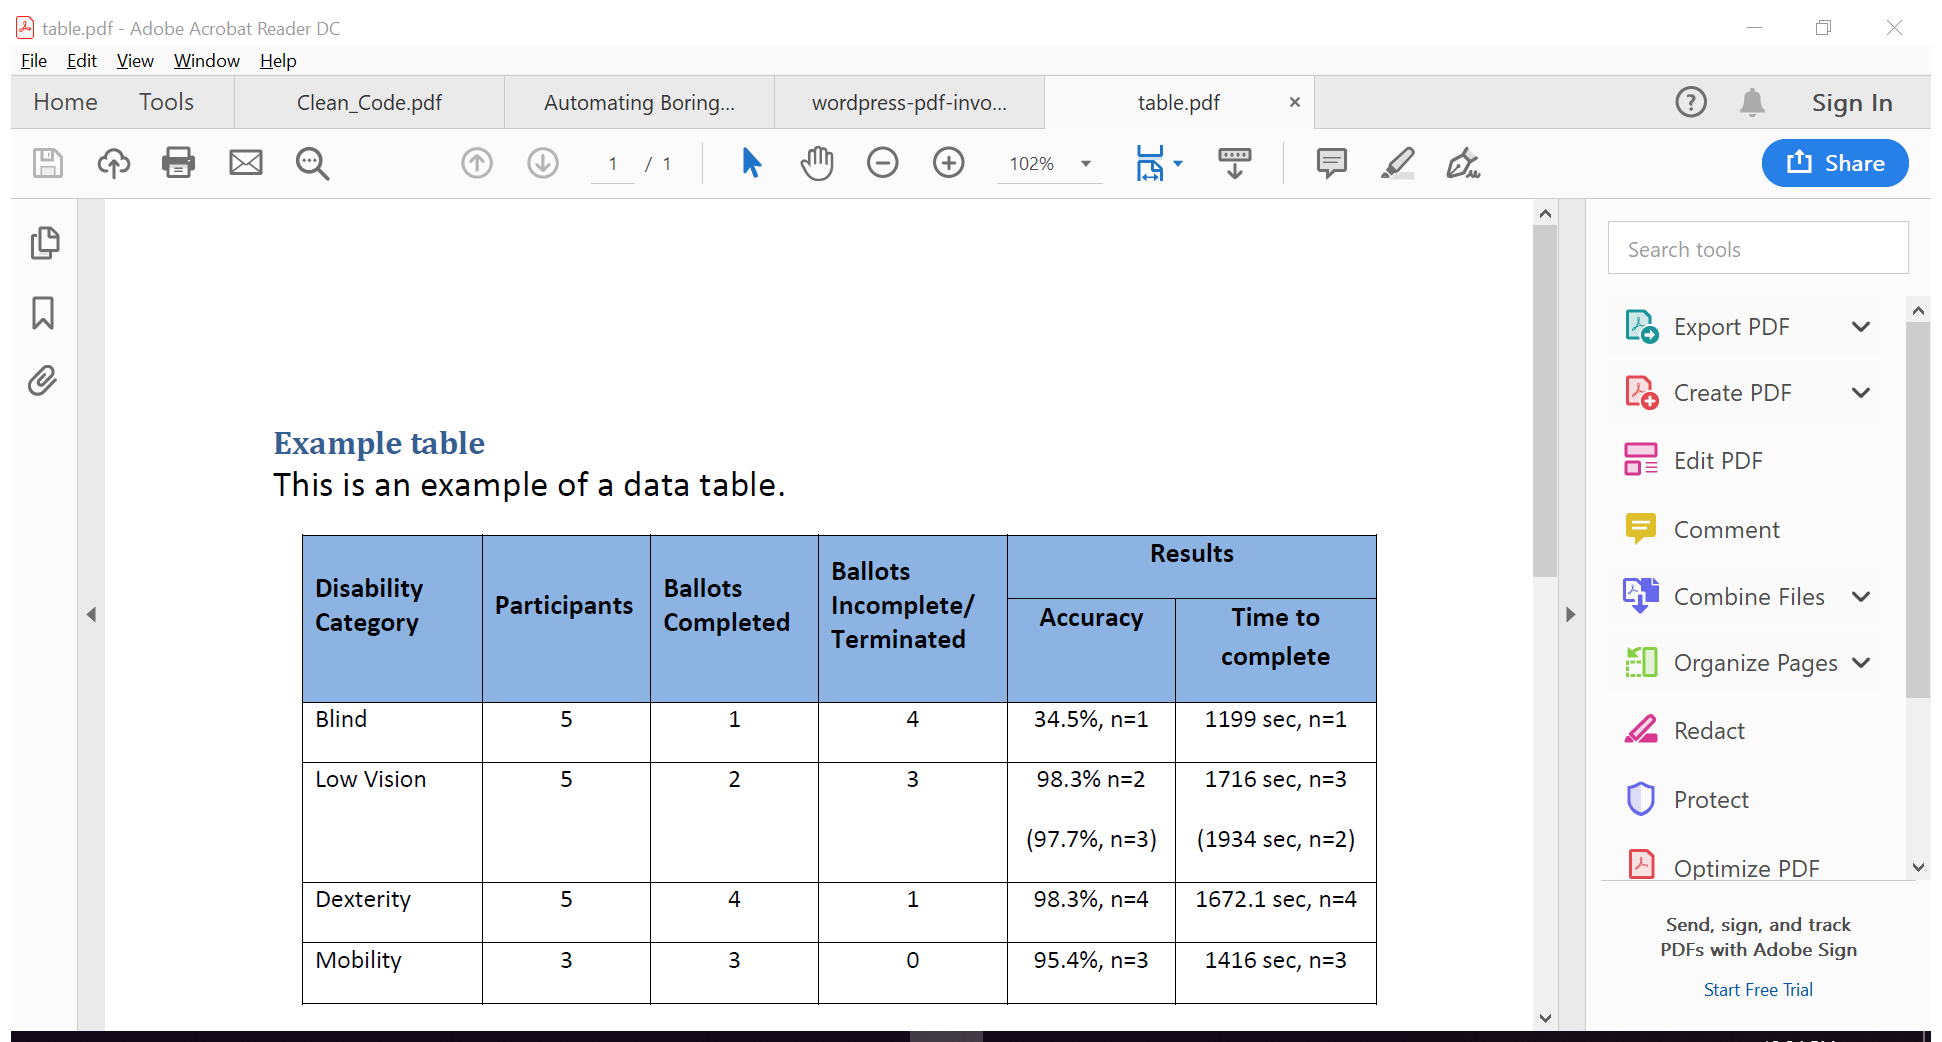 table.pdf - Adobe Acrobat Reader DC
File Edit View Window Help
Home Tools Clean_Code.pdf Automating Boring... wordpress-pdf-invo... table.pdf × ? Sign In
1 / 1 102% Share
Search tools
Export PDF
Create PDF
Edit PDF
Comment
Combine Files
Organize Pages
Redact
Protect
Optimize PDF
Send, sign, and track
PDFs with Adobe Sign
Start Free Trial
Example table
This is an example of a data table.
Disability
Category
Participants
Ballots
Completed
Ballots
Incomplete/
Terminated
Results
Accuracy
Time to
complete
Blind 5 1 4 34.5%, n=1 1199 sec, n=1
Low Vision 5 2 3 98.3% n=2 1716 sec, n=3
(97.7%, n=3) (1934 sec, n=2)
Dexterity 5 4 1 98.3%, n=4 1672.1 sec, n=4
Mobility 3 3 0 95.4%, n=3 1416 sec, n=3